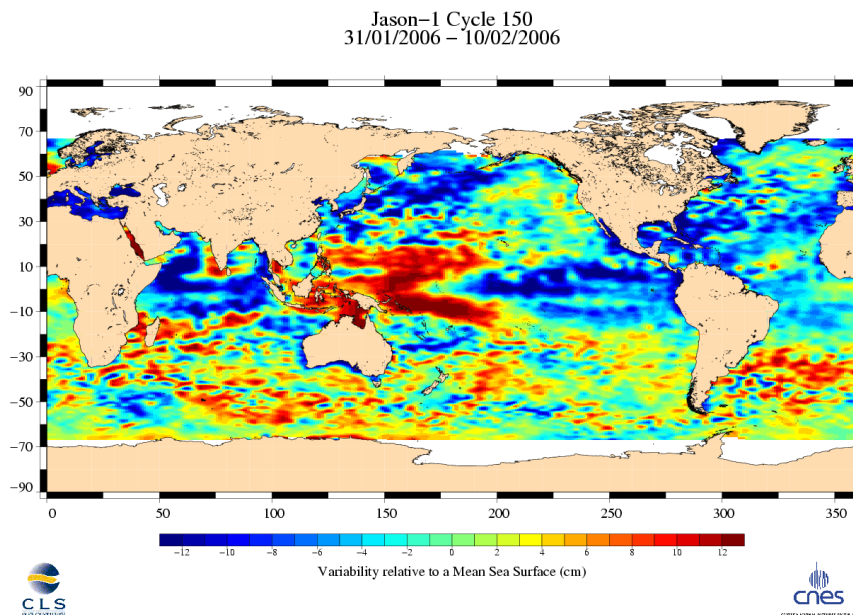 Jason−1 Cycle 150
31/01/2006 − 10/02/2006
90
70
50
30
10
−10
−30
−50
−70
−90
0 50 100 150 200 250 300 350
−12 −10 −8 −6 −4 −2 0 2 4 6 8 10 12
Variability relative to a Mean Sea Surface (cm)
CLS
cnes